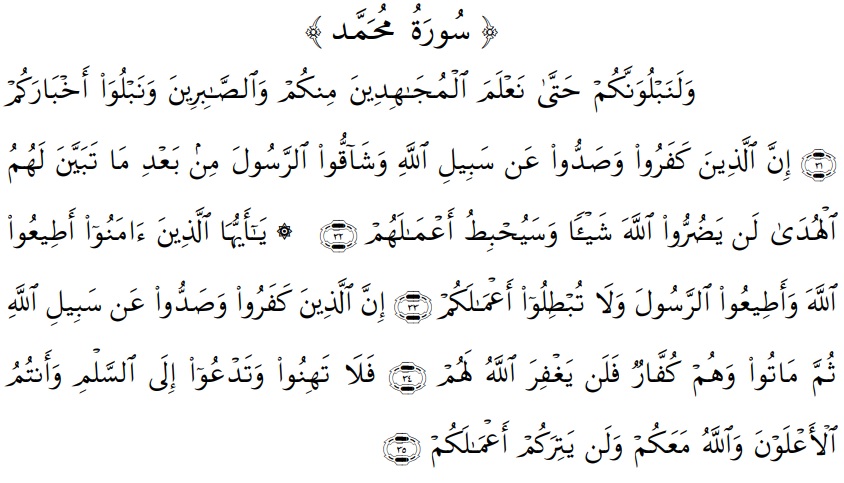 ﴿ سُورَةُ مُحَمَّد ﴾
وَلَنَبْلُوَنَّكُمْ حَتَّىٰ نَعْلَمَ ٱلْمُجَـٰهِدِينَ مِنكُمْ وَٱلصَّـٰبِرِينَ وَنَبْلُوَا۟ أَخْبَارَكُمْ
٣١ إِنَّ ٱلَّذِينَ كَفَرُوا۟ وَصَدُّوا۟ عَن سَبِيلِ ٱللَّهِ وَشَآقُّوا۟ ٱلرَّسُولَ مِنۢ بَعْدِ مَا تَبَيَّنَ لَهُمُ
ٱلْهُدَىٰ لَن يَضُرُّوا۟ ٱللَّهَ شَيْـًٔا وَسَيُحْبِطُ أَعْمَـٰلَهُمْ ٣٢ ۞ يَـٰٓأَيُّهَا ٱلَّذِينَ ءَامَنُوٓا۟ أَطِيعُوا۟
ٱللَّهَ وَأَطِيعُوا۟ ٱلرَّسُولَ وَلَا تُبْطِلُوٓا۟ أَعْمَـٰلَكُمْ ٣٣ إِنَّ ٱلَّذِينَ كَفَرُوا۟ وَصَدُّوا۟ عَن سَبِيلِ ٱللَّهِ
ثُمَّ مَاتُوا۟ وَهُمْ كُفَّارٌ فَلَن يَغْفِرَ ٱللَّهُ لَهُمْ ٣٤ فَلَا تَهِنُوا۟ وَتَدْعُوٓا۟ إِلَى ٱلسَّلْمِ وَأَنتُمُ
ٱلْأَعْلَوْنَ وَٱللَّهُ مَعَكُمْ وَلَن يَتِرَكُمْ أَعْمَـٰلَكُمْ ٣٥